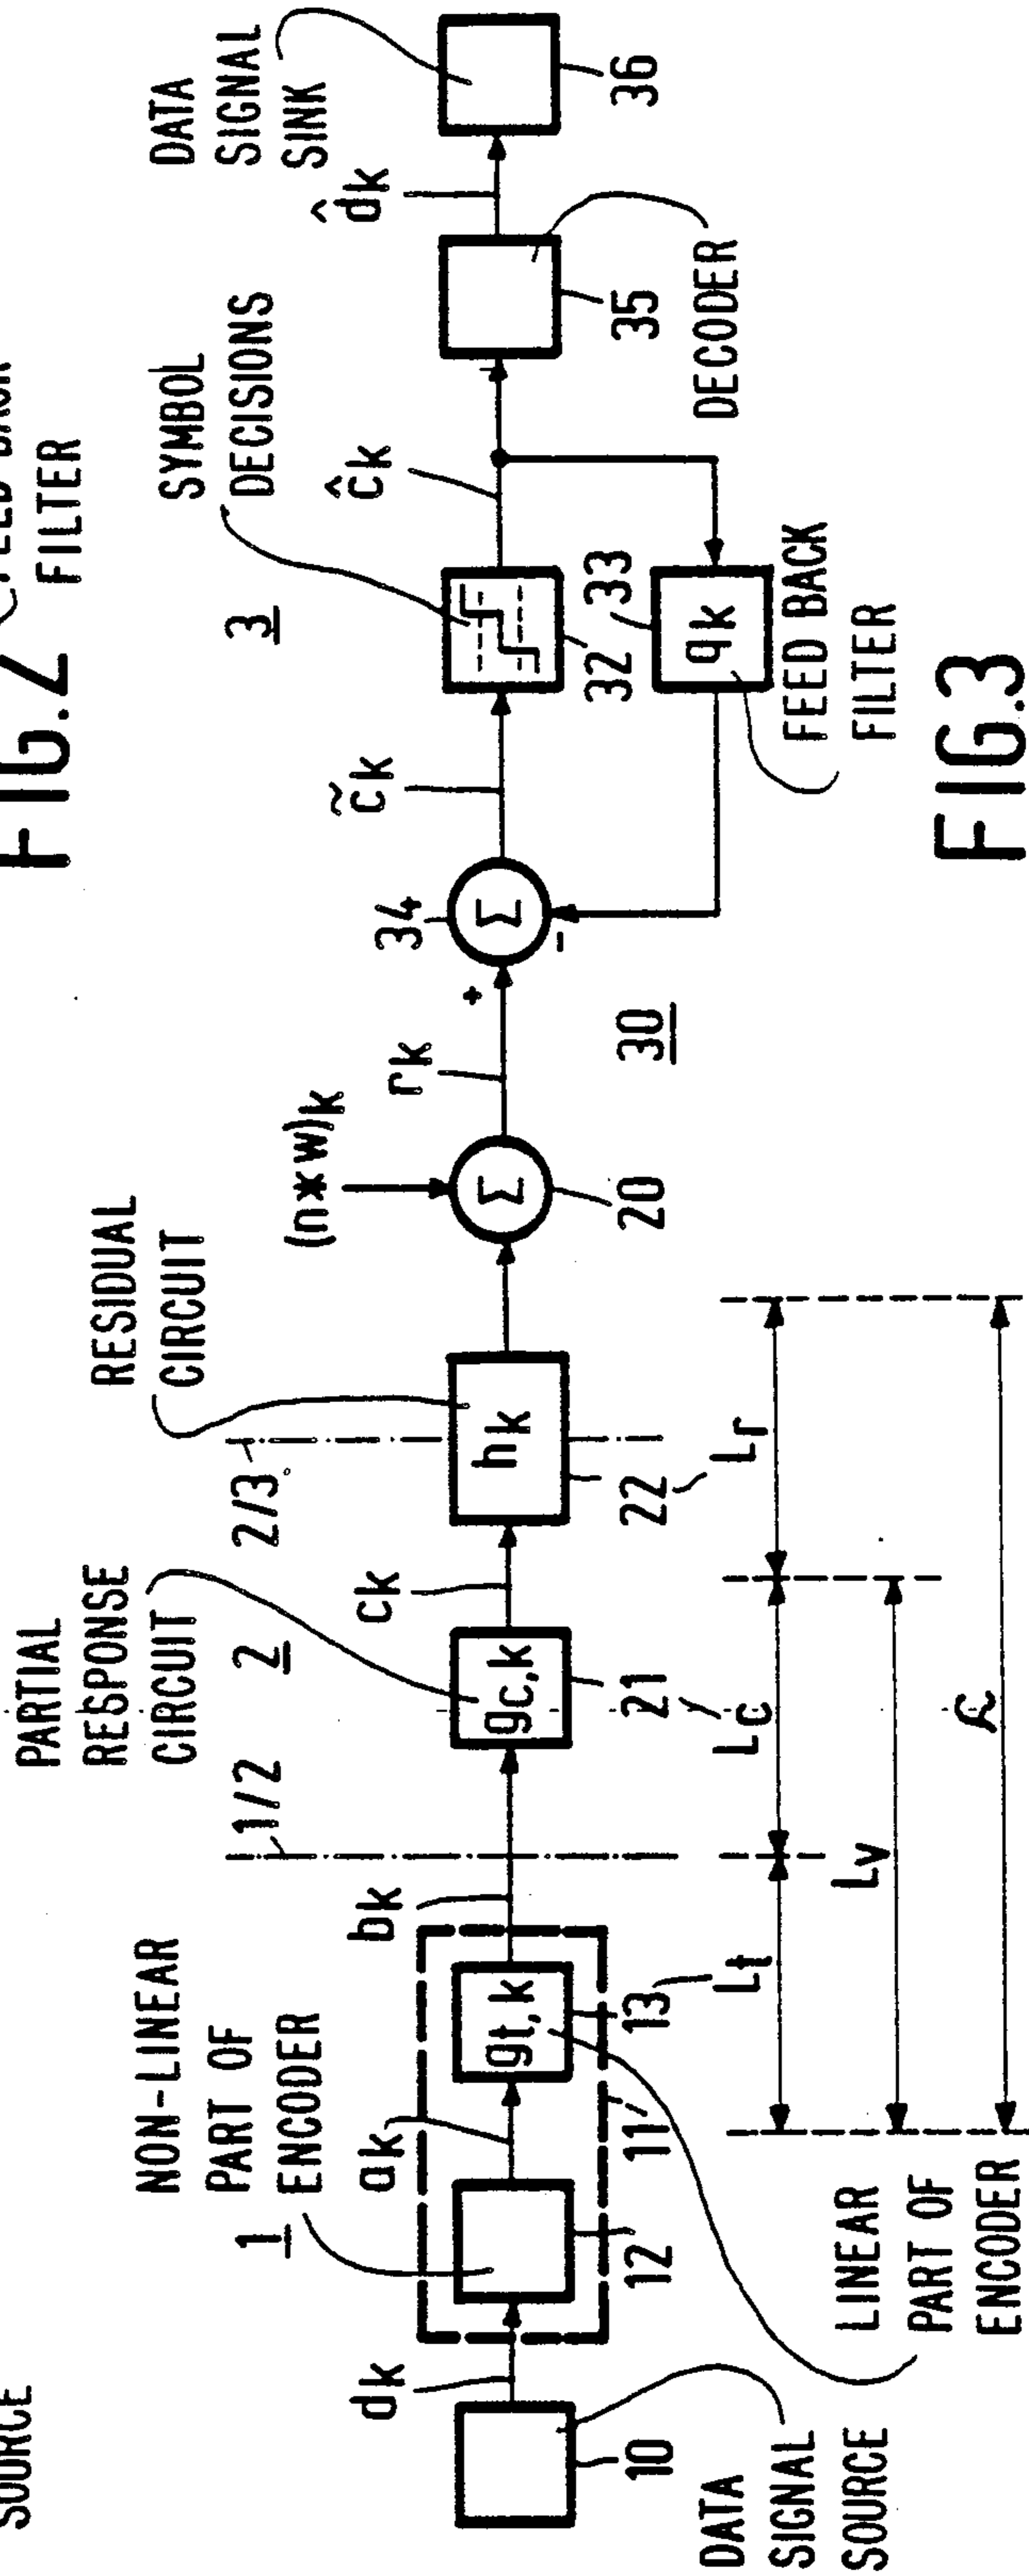 SOURCE
FIG.2
FEED BACK
FILTER
DATA
SIGNAL
SOURCE
10
dk
1
NON-LINEAR
PART OF
ENCODER
12
ak
gt,k
13
11'
bk
LINEAR
PART OF
ENCODER
1/2
2
PARTIAL
RESPONSE
CIRCUIT
gc,k
21
ck
2/3
RESIDUAL
CIRCUIT
hk
22
Lt
Lc
Lr
Lv
(n*w)k
Σ
20
rk
+
30
34
Σ
-
c̃k
3
SYMBOL
DECISIONS
32
ĉk
33
qk
FEED BACK
FILTER
35
DECODER
d̂k
DATA
SIGNAL
SINK
36
FIG.3